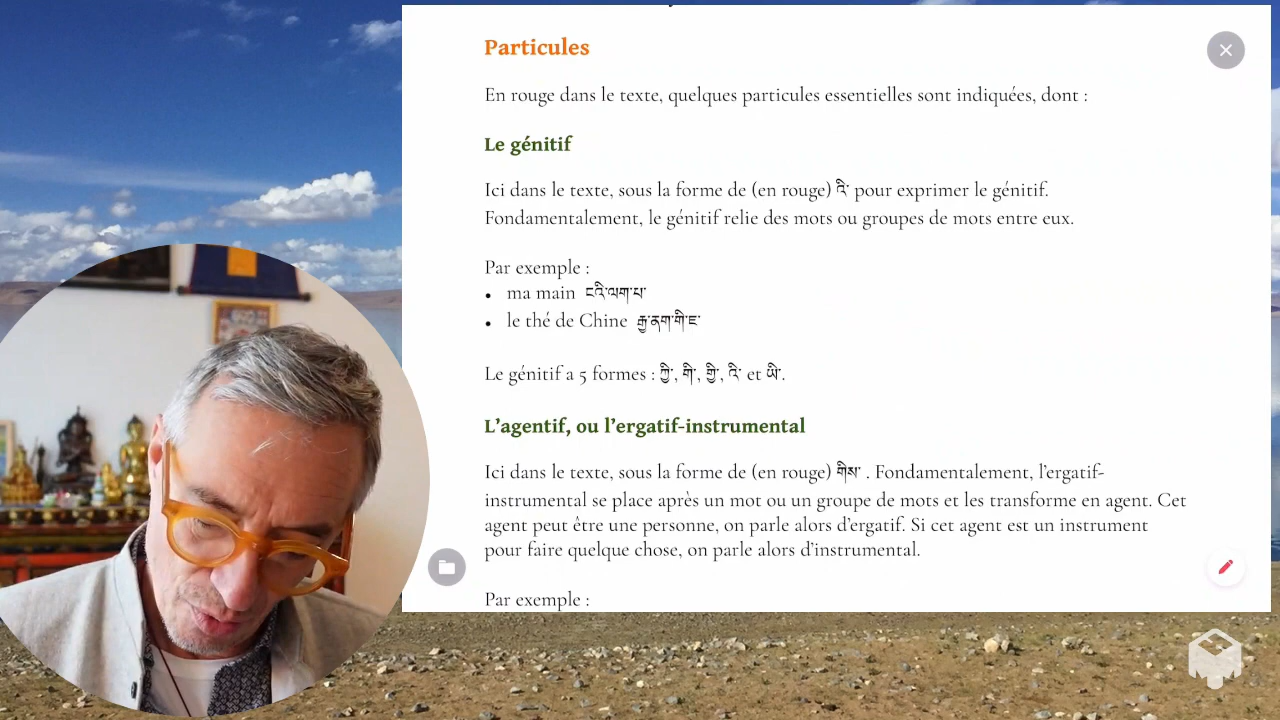 Particules
En rouge dans le texte, quelques particules essentielles sont indiquées, dont :
Le génitif
Ici dans le texte, sous la forme de (en rouge) འི་ pour exprimer le génitif.
Fondamentalement, le génitif relie des mots ou groupes de mots entre eux.
Par exemple :
• ma main ངའི་ལག་པ་
• le thé de Chine རྒྱ་ནག་གི་ཇ་
Le génitif a 5 formes : ཀྱི་, གི་, གྱི་, འི་ et ཡི་.
L’agentif, ou l’ergatif-instrumental
Ici dans le texte, sous la forme de (en rouge) གིས་ . Fondamentalement, l’ergatif-
instrumental se place après un mot ou un groupe de mots et les transforme en agent. Cet
agent peut être une personne, on parle alors d’ergatif. Si cet agent est un instrument
pour faire quelque chose, on parle alors d’instrumental.
Par exemple :